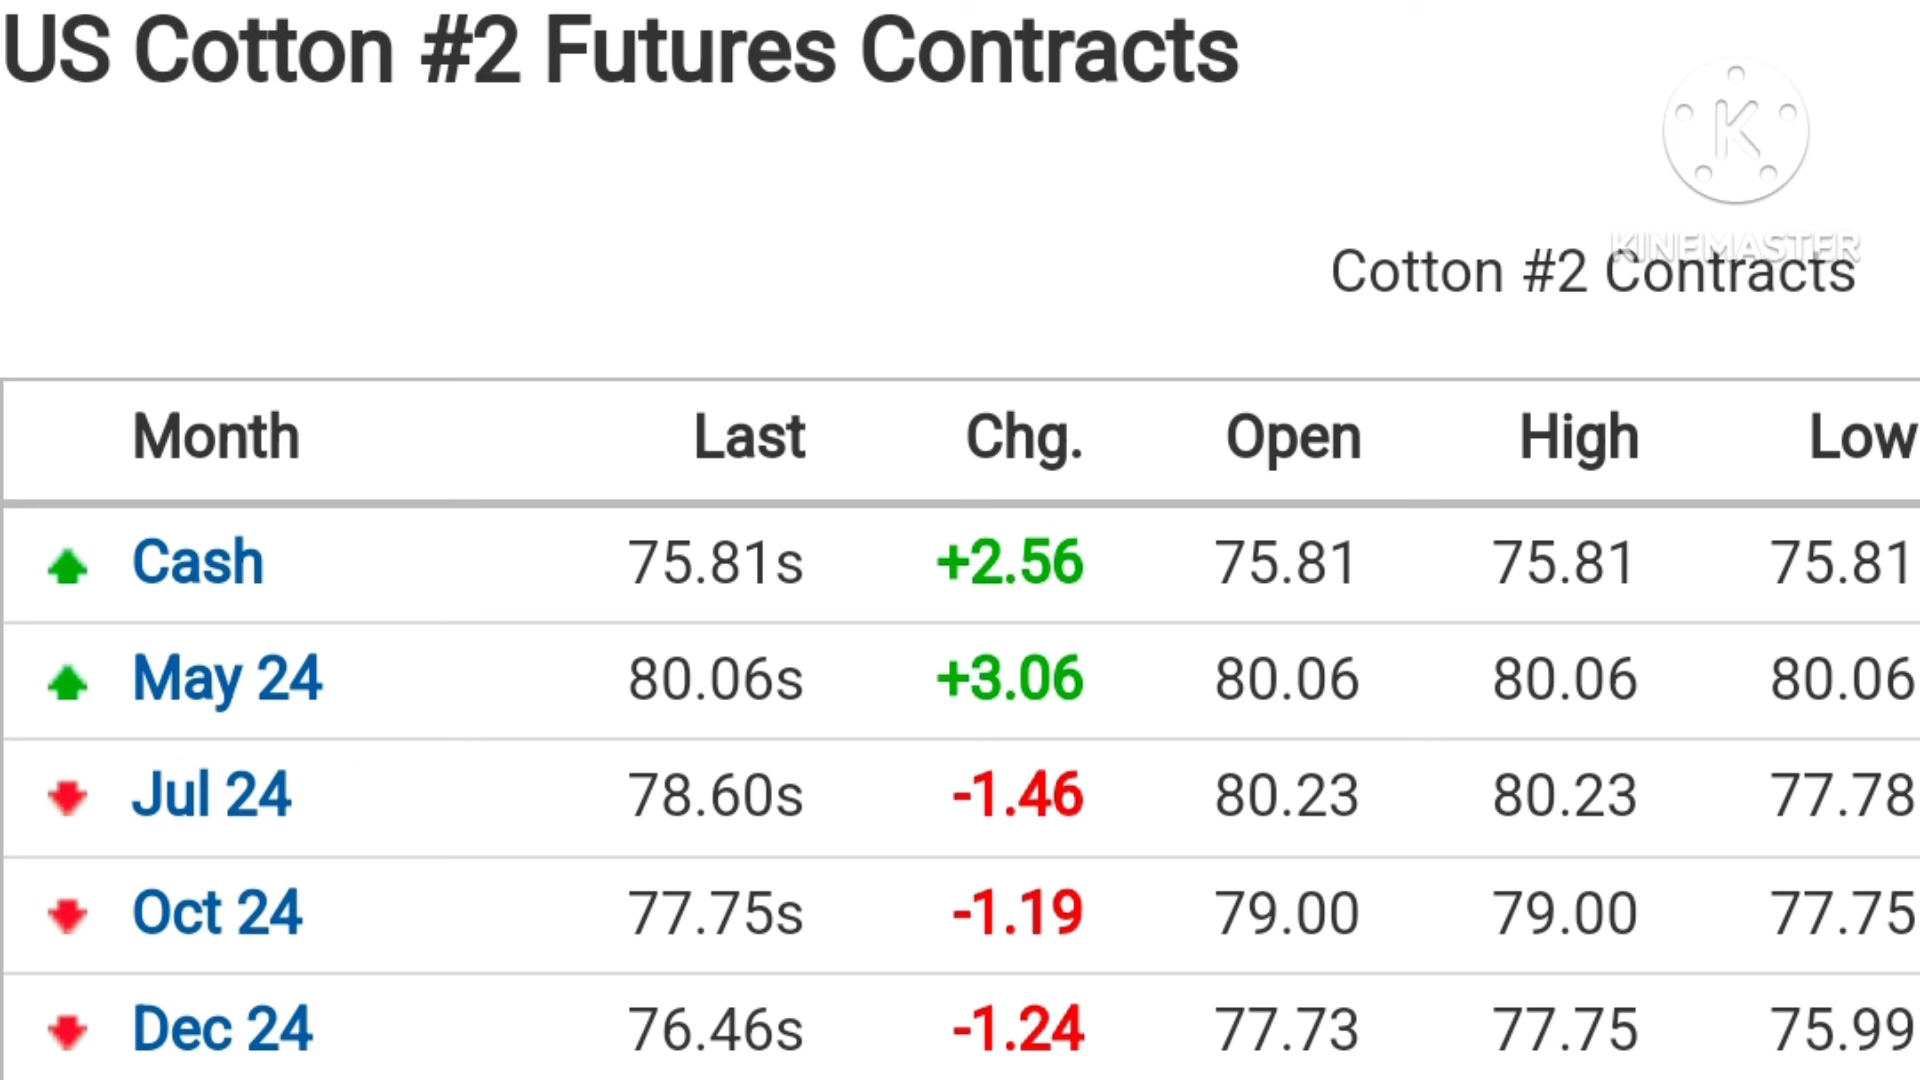 US Cotton #2 Futures Contracts
K
KINEMASTER
Cotton #2 Contracts
Month Last Chg. Open High Low
Cash 75.81s +2.56 75.81 75.81 75.81
May 24 80.06s +3.06 80.06 80.06 80.06
Jul 24 78.60s -1.46 80.23 80.23 77.78
Oct 24 77.75s -1.19 79.00 79.00 77.75
Dec 24 76.46s -1.24 77.73 77.75 75.99